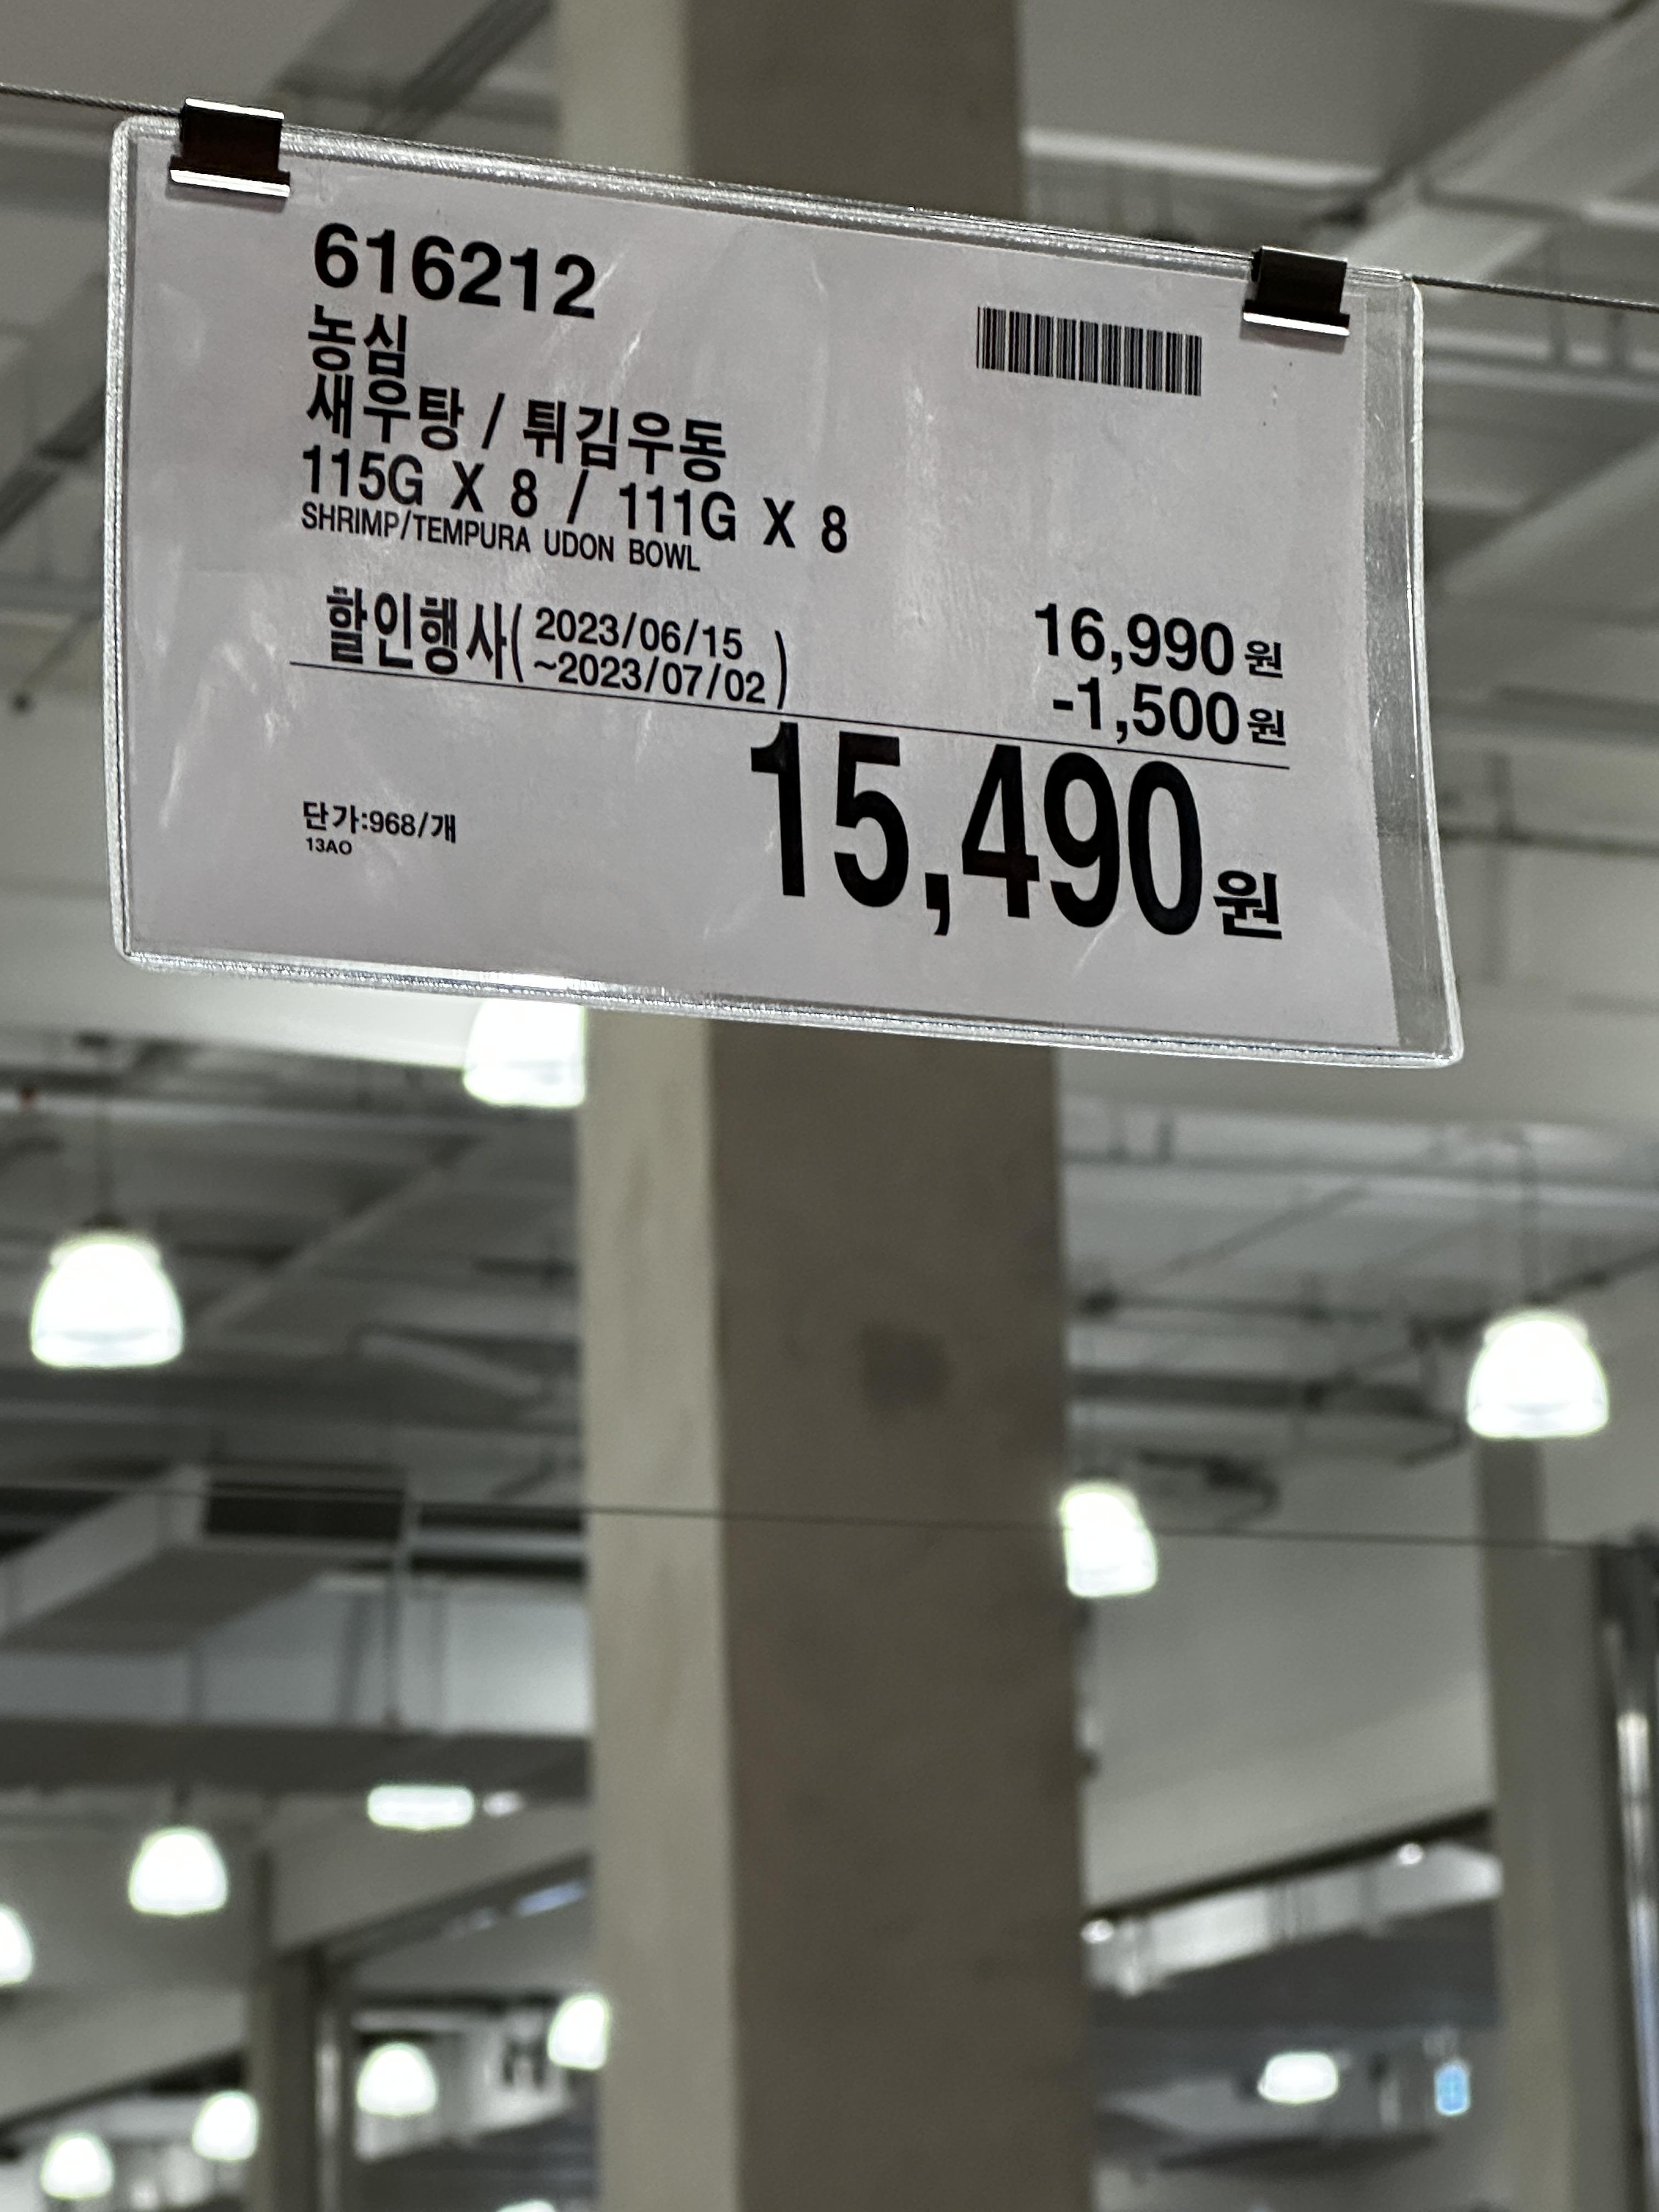 616212
농심
새우탕 / 튀김우동
115G X 8 / 111G X 8
SHRIMP/TEMPURA UDON BOWL
16,990원
할인행사( 2023/06/15
~2023/07/02 )
-1,500원
15,490원
단가:968/개
13AO